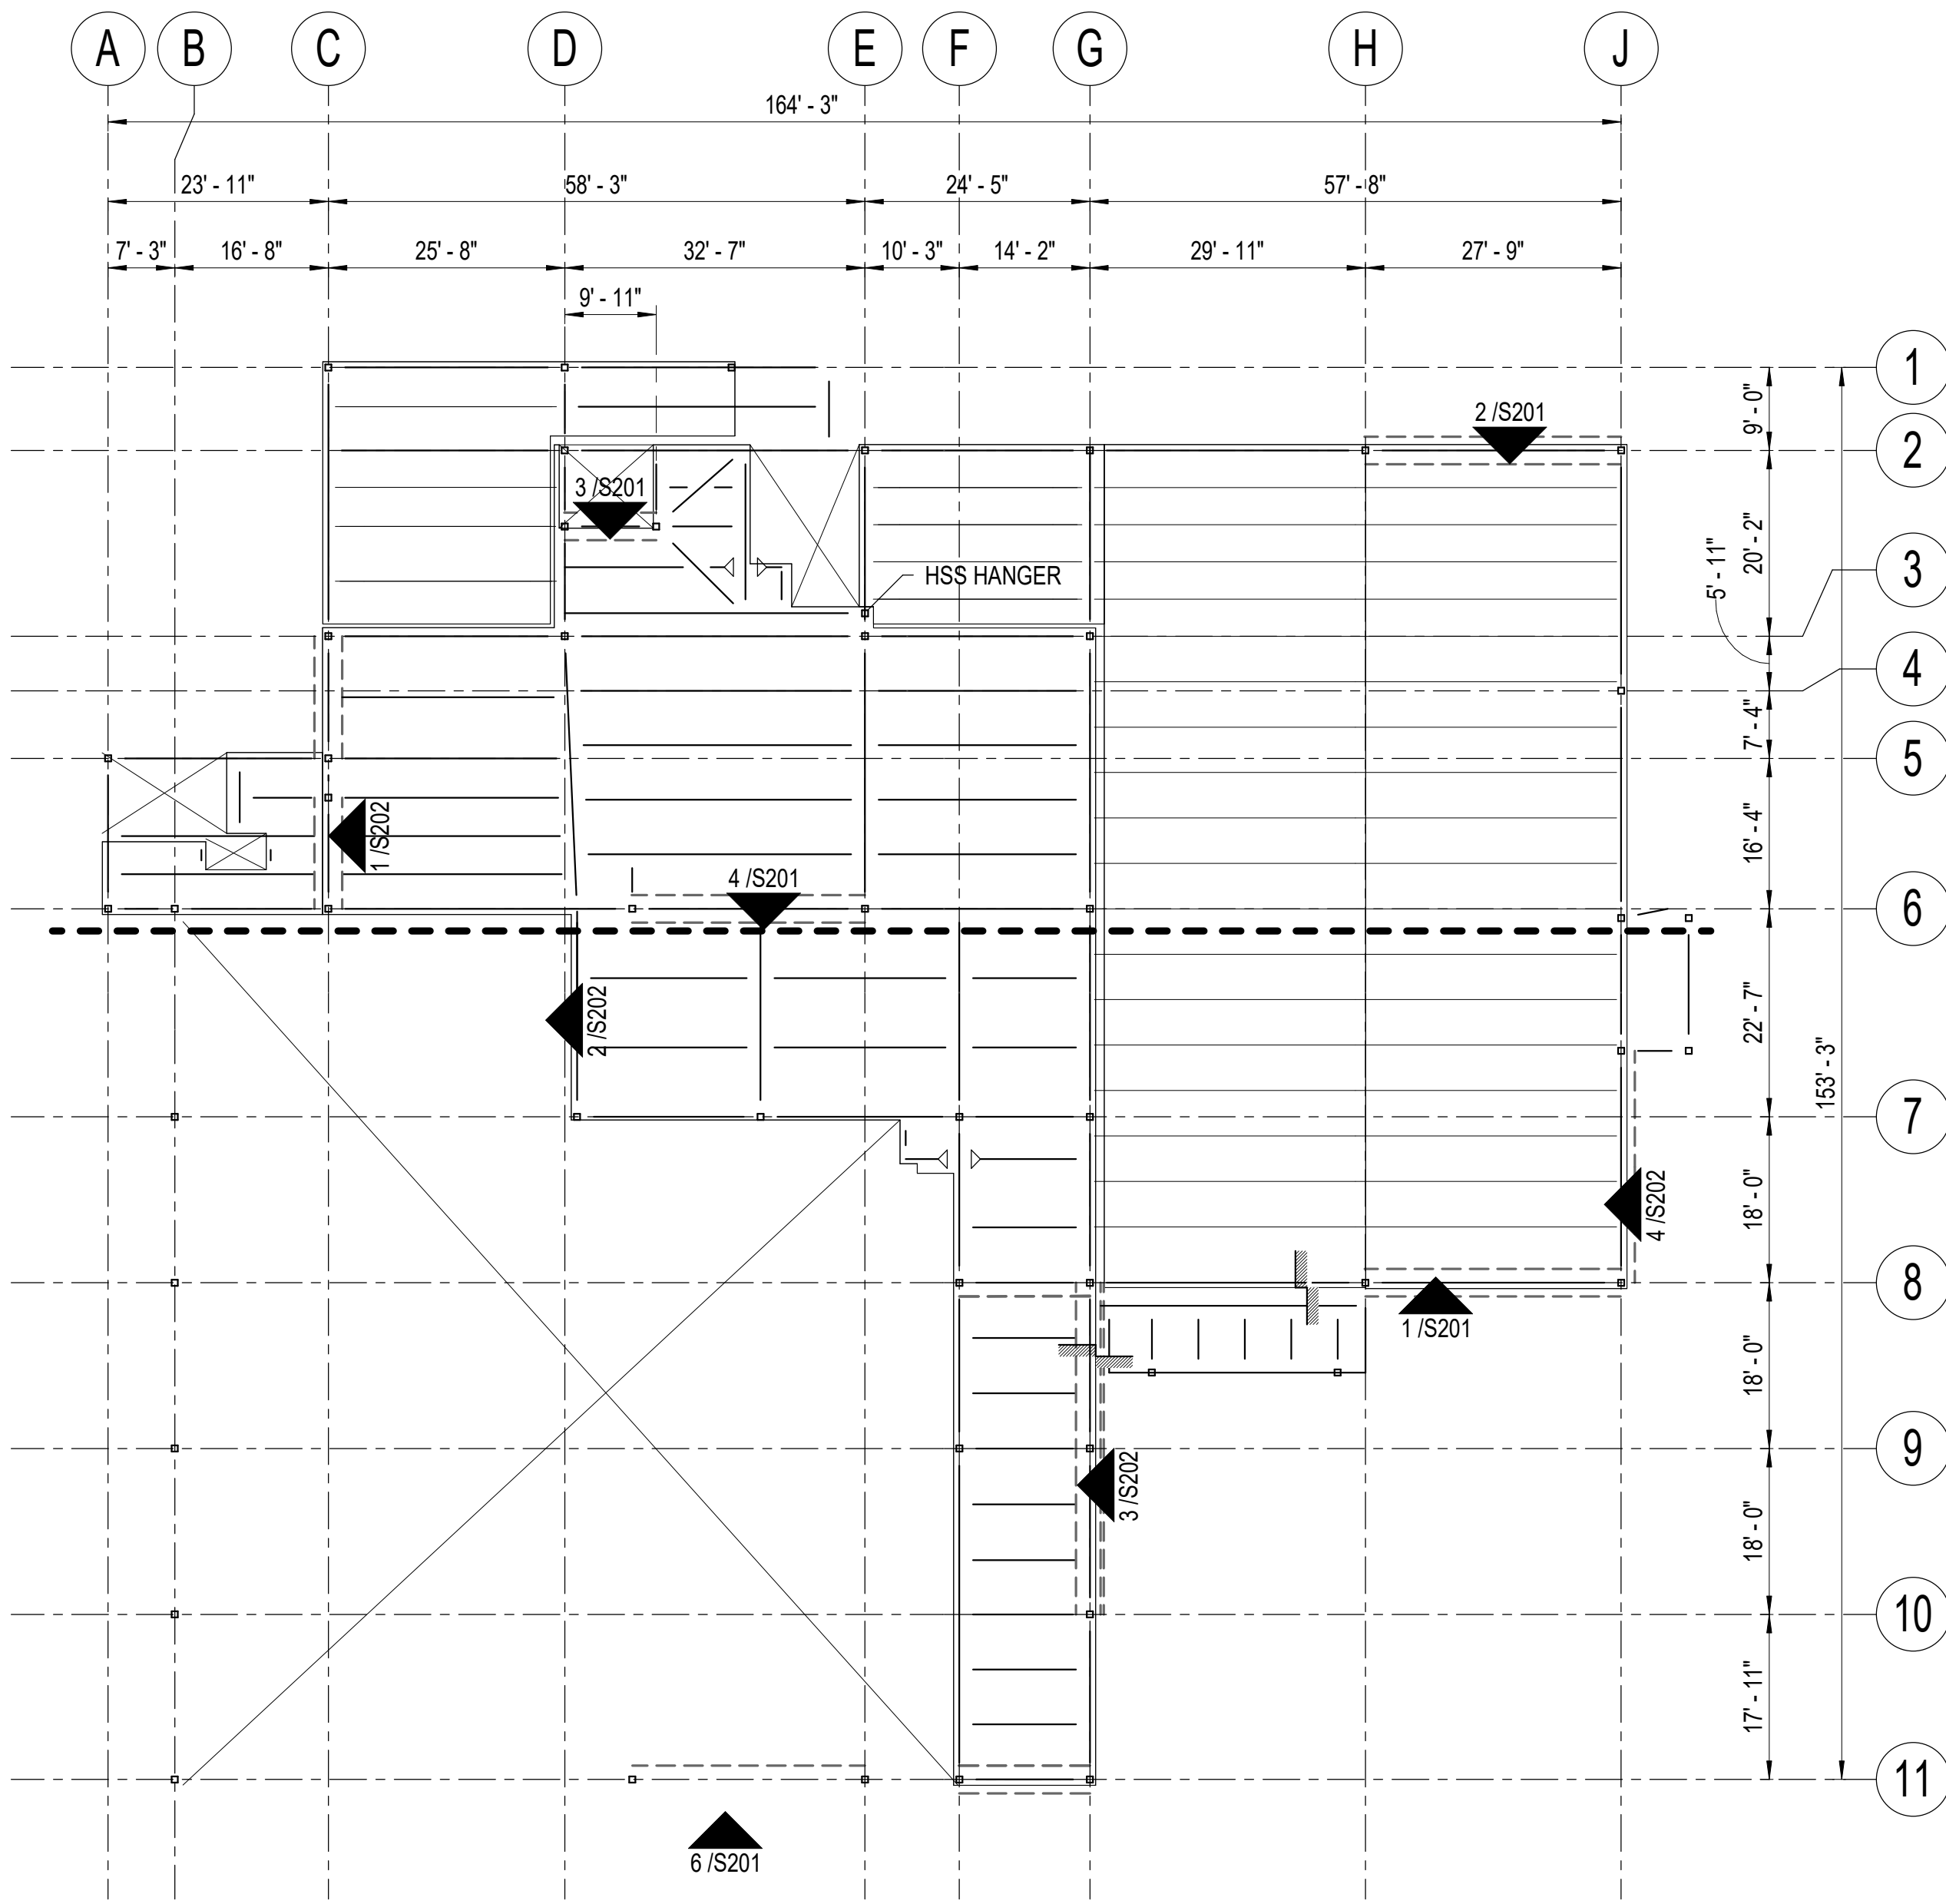 A B C D E F G H J
164' - 3"
23' - 11" 58' - 3" 24' - 5" 57' - 8"
7' - 3" 16' - 8" 25' - 8" 32' - 7" 10' - 3" 14' - 2" 29' - 11" 27' - 9"
9' - 11"
1
9' - 0"
2 /S201
2
3 /S201
20' - 2"
5' - 11"
3
HSS HANGER
4
7' - 4"
5
1 /S202
16' - 4"
4 /S201
6
2 /S202
22' - 7"
153' - 3"
7
18' - 0"
4 /S202
8
1 /S201
18' - 0"
9
3 /S202
18' - 0"
10
17' - 11"
11
6 /S201